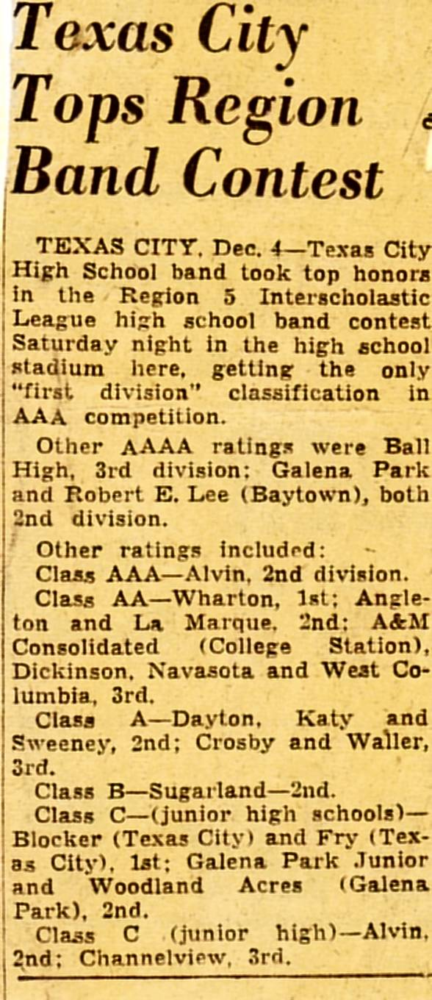 Texas City
Tops Region
Band Contest
TEXAS CITY, Dec. 4—Texas City
High School band took top honors
in the Region 5 Interscholastic
League high school band contest
Saturday night in the high school
stadium here, getting the only
"first division" classification in
AAA competition.
Other AAAA ratings were Ball
High, 3rd division; Galena Park
and Robert E. Lee (Baytown), both
2nd division.
Other ratings included:
Class AAA—Alvin, 2nd division.
Class AA—Wharton, 1st; Angle-
ton and La Marque, 2nd; A&M
Consolidated (College Station),
Dickinson, Navasota and West Co-
lumbia, 3rd.
Class A—Dayton, Katy and
Sweeney, 2nd; Crosby and Waller,
3rd.
Class B—Sugarland—2nd.
Class C—(junior high schools)—
Blocker (Texas City) and Fry (Tex-
as City), 1st; Galena Park Junior
and Woodland Acres (Galena
Park), 2nd.
Class C (junior high)—Alvin,
2nd; Channelview, 3rd.